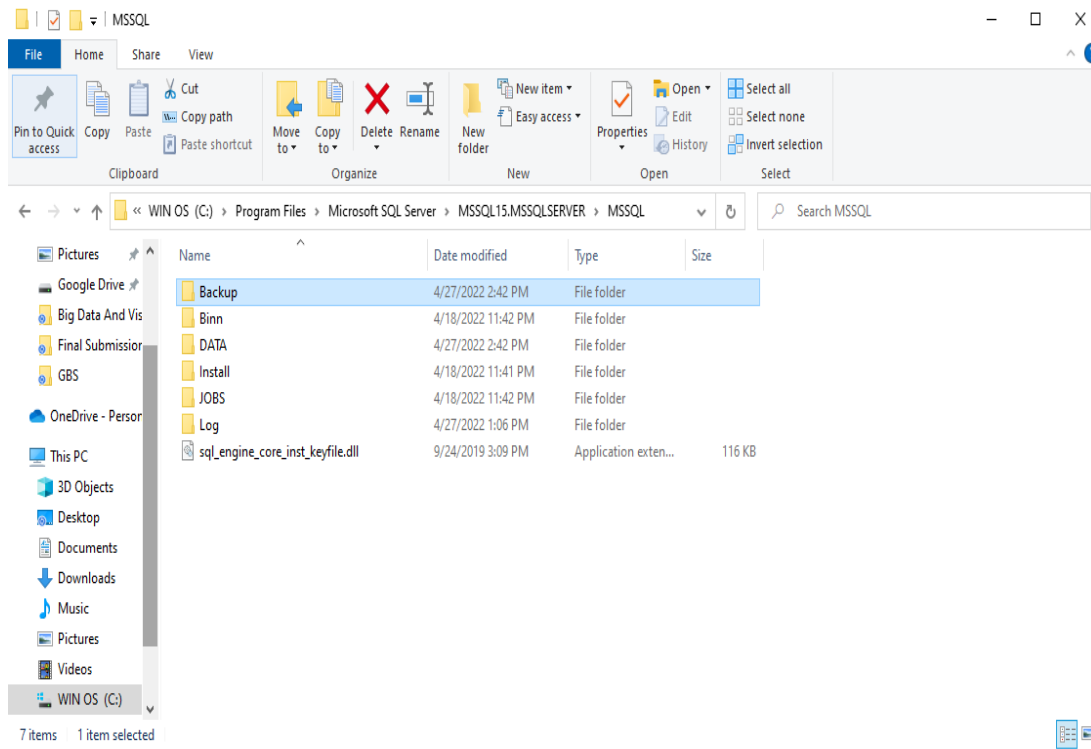 MSSQL
File Home Share View
Pin to Quick access
Copy
Paste
Cut
Copy path
Paste shortcut
Move to
Copy to
Delete
Rename
New folder
New item
Easy access
Properties
Open
Edit
History
Select all
Select none
Invert selection
Clipboard Organize New Open Select
« WIN OS (C:) › Program Files › Microsoft SQL Server › MSSQL15.MSSQLSERVER › MSSQL
Search MSSQL
Pictures
Google Drive
Big Data And Vis
Final Submission
GBS
OneDrive - Person
This PC
3D Objects
Desktop
Documents
Downloads
Music
Pictures
Videos
WIN OS (C:)
Name Date modified Type Size
Backup 4/27/2022 2:42 PM File folder
Binn 4/18/2022 11:42 PM File folder
DATA 4/27/2022 2:42 PM File folder
Install 4/18/2022 11:41 PM File folder
JOBS 4/18/2022 11:42 PM File folder
Log 4/27/2022 1:06 PM File folder
sql_engine_core_inst_keyfile.dll 9/24/2019 3:09 PM Application exten... 116 KB
7 items 1 item selected